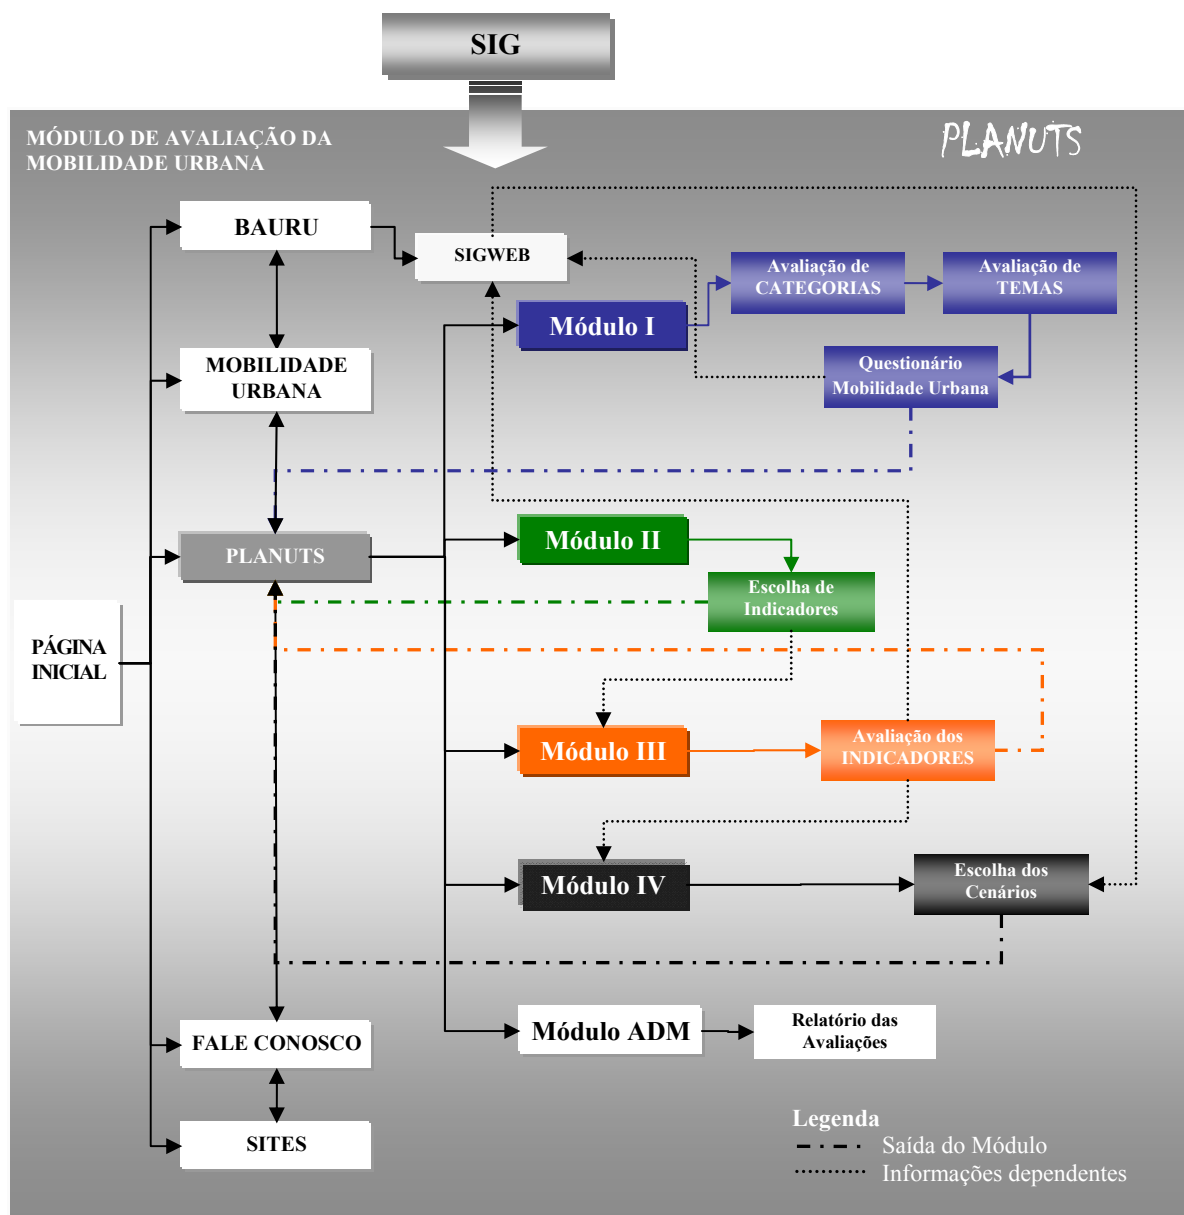 SIG
MÓDULO DE AVALIAÇÃO DA
MOBILIDADE URBANA
PLANUTS
BAURU
SIGWEB
Avaliação de
CATEGORIAS
Avaliação de
TEMAS
Módulo I
MOBILIDADE
URBANA
Questionário
Mobilidade Urbana
PLANUTS
Módulo II
Escolha de
Indicadores
PÁGINA
INICIAL
Módulo III
Avaliação dos
INDICADORES
Módulo IV
Escolha dos
Cenários
FALE CONOSCO
Módulo ADM
Relatório das
Avaliações
SITES
Legenda
Saída do Módulo
Informações dependentes